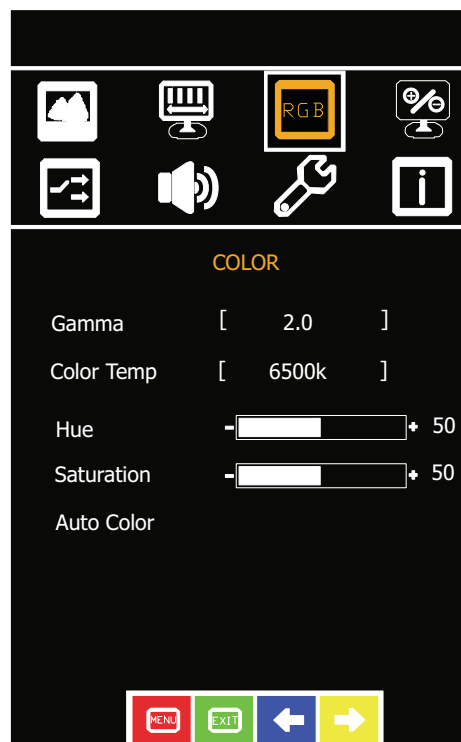 RGB
i
COLOR
Gamma [ 2.0 ]
Color Temp [ 6500k ]
Hue - + 50
Saturation - + 50
Auto Color
MENU EXIT